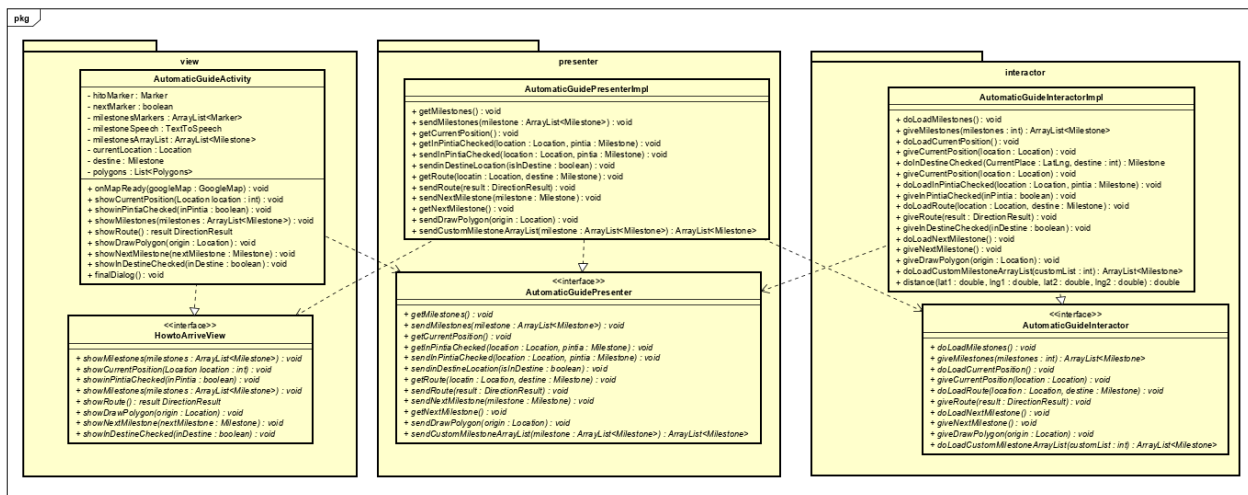 pkg
view
AutomaticGuideActivity
- hitoMarker : Marker
- nextMarker : boolean
- milestonesMarkers : ArrayList<Marker>
- milestoneSpeech : TextToSpeech
- milestonesArrayList : ArrayList<Milestone>
- currentLocation : Location
- destine : Milestone
- polygons : List<Polygons>
+ onMapReady(googleMap : GoogleMap) : void
+ showCurrentPosition(Location location : int) : void
+ showinPintiaChecked(inPintia : boolean) : void
+ showMilestones(milestones : ArrayList<Milestone>) : void
+ showRoute() : result DirectionResult
+ showDrawPolygon(origin : Location) : void
+ showNextMilestone(nextMilestone : Milestone) : void
+ showInDestineChecked(inDestine : boolean) : void
+ finalDialog() : void
<<interface>>
HowtoArriveView
+ showMilestones(milestones : ArrayList<Milestone>) : void
+ showCurrentPosition(Location location : int) : void
+ showinPintiaChecked(inPintia : boolean) : void
+ showMilestones(milestones : ArrayList<Milestone>) : void
+ showRoute() : result DirectionResult
+ showDrawPolygon(origin : Location) : void
+ showNextMilestone(nextMilestone : Milestone) : void
+ showInDestineChecked(inDestine : boolean) : void
presenter
AutomaticGuidePresenterImpl
+ getMilestones() : void
+ sendMilestones(milestone : ArrayList<Milestone>) : void
+ getCurrentPosition() : void
+ getInPintiaChecked(location : Location, pintia : Milestone) : void
+ sendInPintiaChecked(location : Location, pintia : Milestone) : void
+ sendinDestineLocation(isInDestine : boolean) : void
+ getRoute(locatin : Location, destine : Milestone) : void
+ sendRoute(result : DirectionResult) : void
+ sendNextMilestone(milestone : Milestone) : void
+ getNextMilestone() : void
+ sendDrawPolygon(origin : Location) : void
+ sendCustomMilestoneArrayList(milestone : ArrayList<Milestone>) : ArrayList<Milestone>
<<interface>>
AutomaticGuidePresenter
+ getMilestones() : void
+ sendMilestones(milestone : ArrayList<Milestone>) : void
+ getCurrentPosition() : void
+ getInPintiaChecked(location : Location, pintia : Milestone) : void
+ sendInPintiaChecked(location : Location, pintia : Milestone) : void
+ sendinDestineLocation(isInDestine : boolean) : void
+ getRoute(locatin : Location, destine : Milestone) : void
+ sendRoute(result : DirectionResult) : void
+ sendNextMilestone(milestone : Milestone) : void
+ getNextMilestone() : void
+ sendDrawPolygon(origin : Location) : void
+ sendCustomMilestoneArrayList(milestone : ArrayList<Milestone>) : ArrayList<Milestone>
interactor
AutomaticGuideInteractorImpl
+ doLoadMilestones() : void
+ giveMilestones(milestones : int) : ArrayList<Milestone>
+ doLoadCurrentPosition() : void
+ giveCurrentPosition(location : Location) : void
+ doInDestineChecked(CurrentPlace : LatLng, destine : int) : Milestone
+ giveCurrentPosition(location : Location) : void
+ doLoadInPintiaChecked(location : Location, pintia : Milestone) : void
+ giveInPintiaChecked(inPintia : boolean) : void
+ doLoadRoute(location : Location, destine : Milestone) : void
+ giveRoute(result : DirectionResult) : void
+ giveInDestineChecked(inDestine : boolean) : void
+ doLoadNextMilestone() : void
+ giveNextMilestone() : void
+ giveDrawPolygon(origin : Location) : void
+ doLoadCustomMilestoneArrayList(customList : int) : ArrayList<Milestone>
+ distance(lat1 : double, lng1 : double, lat2 : double, lng2 : double) : double
<<interface>>
AutomaticGuideInteractor
+ doLoadMilestones() : void
+ giveMilestones(milestones : int) : ArrayList<Milestone>
+ doLoadCurrentPosition() : void
+ giveCurrentPosition(location : Location) : void
+ doLoadRoute(location : Location, destine : Milestone) : void
+ giveRoute(result : DirectionResult) : void
+ doLoadNextMilestone() : void
+ giveNextMilestone() : void
+ giveDrawPolygon(origin : Location) : void
+ doLoadCustomMilestoneArrayList(customList : int) : ArrayList<Milestone>